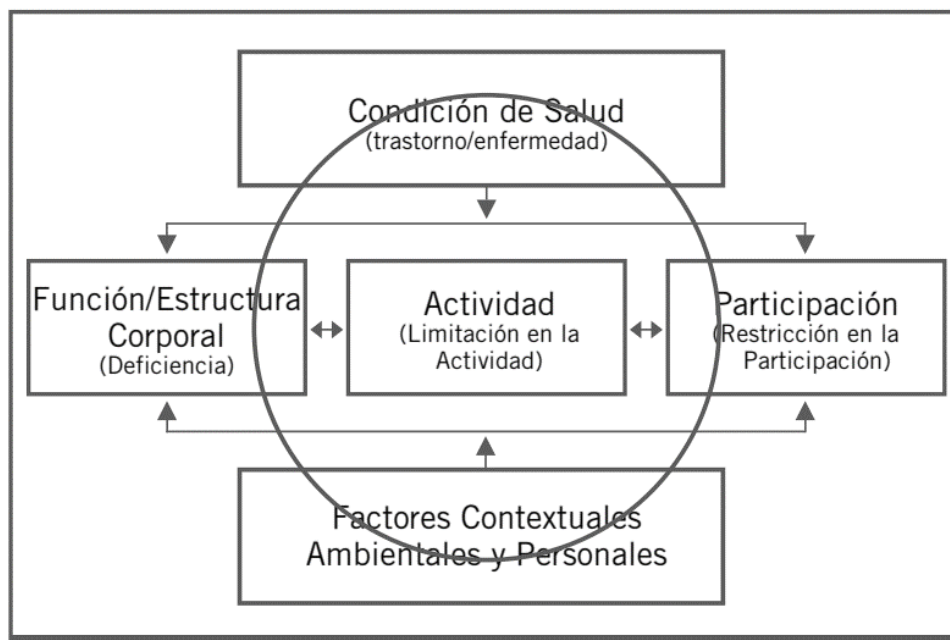 Condición de Salud
(trastorno/enfermedad)
Función/Estructura
Corporal
(Deficiencia)
Actividad
(Limitación en la
Actividad)
Participación
(Restricción en la
Participación)
Factores Contextuales
Ambientales y Personales